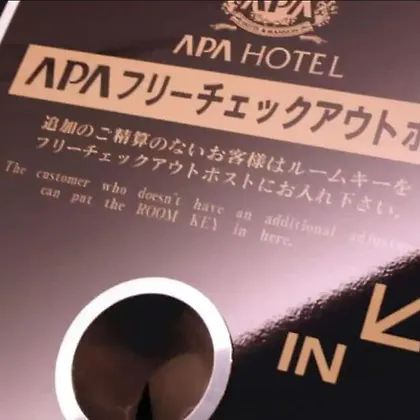 APA
APA HOTEL
APAフリーチェックアウトポ
追加のご精算のないお客様はルームキーを
フリーチェックアウトポストにお入れ下さい。
The customer who doesn't have an additional
can put the ROOM KEY in here.
IN